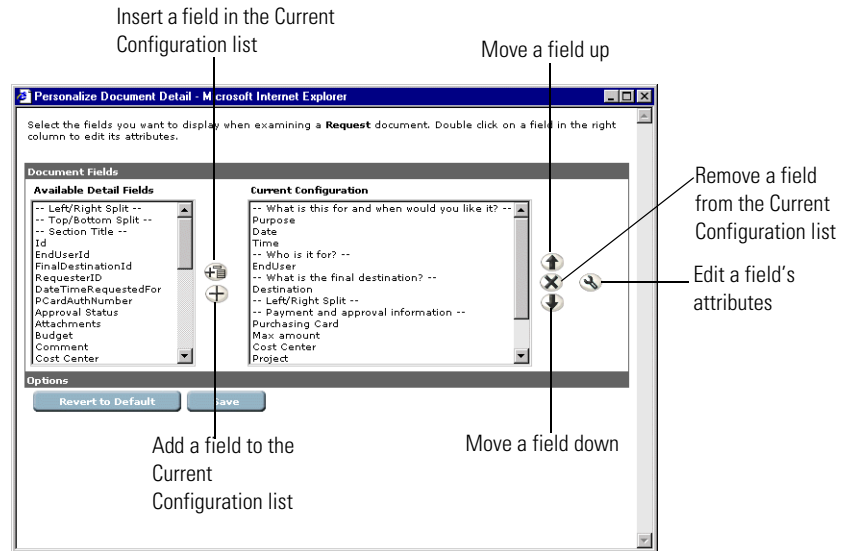 Insert a field in the Current
Configuration list
Move a field up
Personalize Document Detail - Microsoft Internet Explorer
Select the fields you want to display when examining a Request document. Double click on a field in the right
column to edit its attributes.
Document Fields
Available Detail Fields
-- Left/Right Split --
-- Top/Bottom Split --
-- Section Title --
Id
EndUserId
FinalDestinationId
RequesterID
DateTimeRequestedFor
PCardAuthNumber
Approval Status
Attachments
Budget
Comment
Cost Center
Current Configuration
-- What is this for and when would you like it? --
Purpose
Date
Time
-- Who is it for? --
EndUser
-- What is the final destination? --
Destination
-- Left/Right Split --
-- Payment and approval information --
Purchasing Card
Max amount
Cost Center
Project
Remove a field
from the Current
Configuration list
Edit a field's
attributes
Options
Revert to Default
Save
Add a field to the
Current
Configuration list
Move a field down